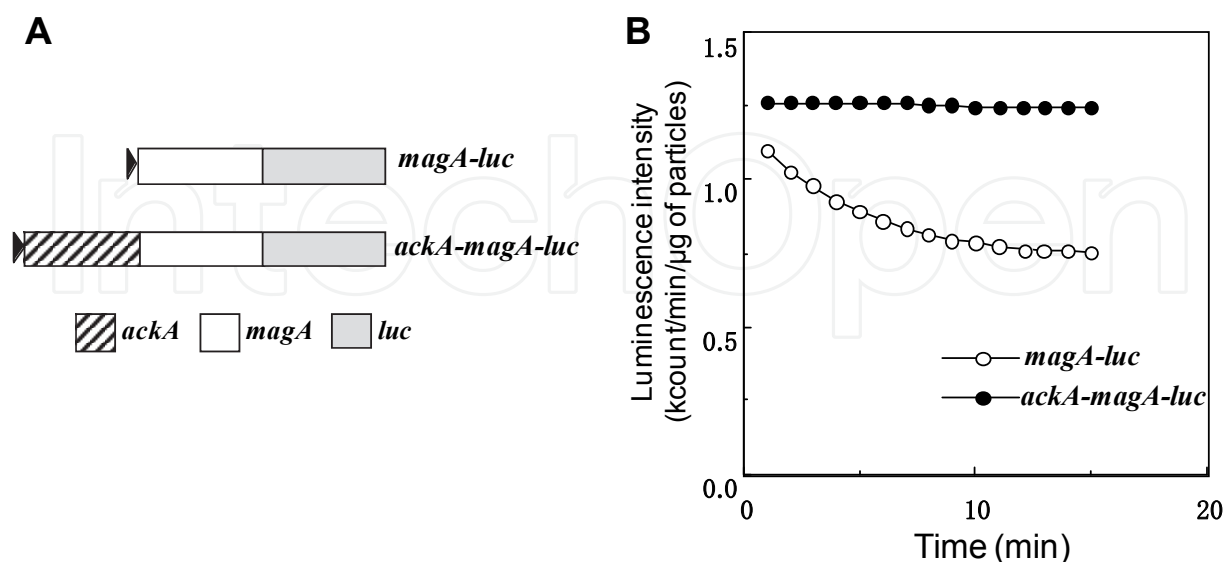 A
magA-luc
ackA-magA-luc
ackA magA luc
IntechOpen
B
Luminescence intensity
(kcount/min/µg of particles)
1.5
1.0
0.5
0.0
magA-luc
ackA-magA-luc
0 10 20
Time (min)